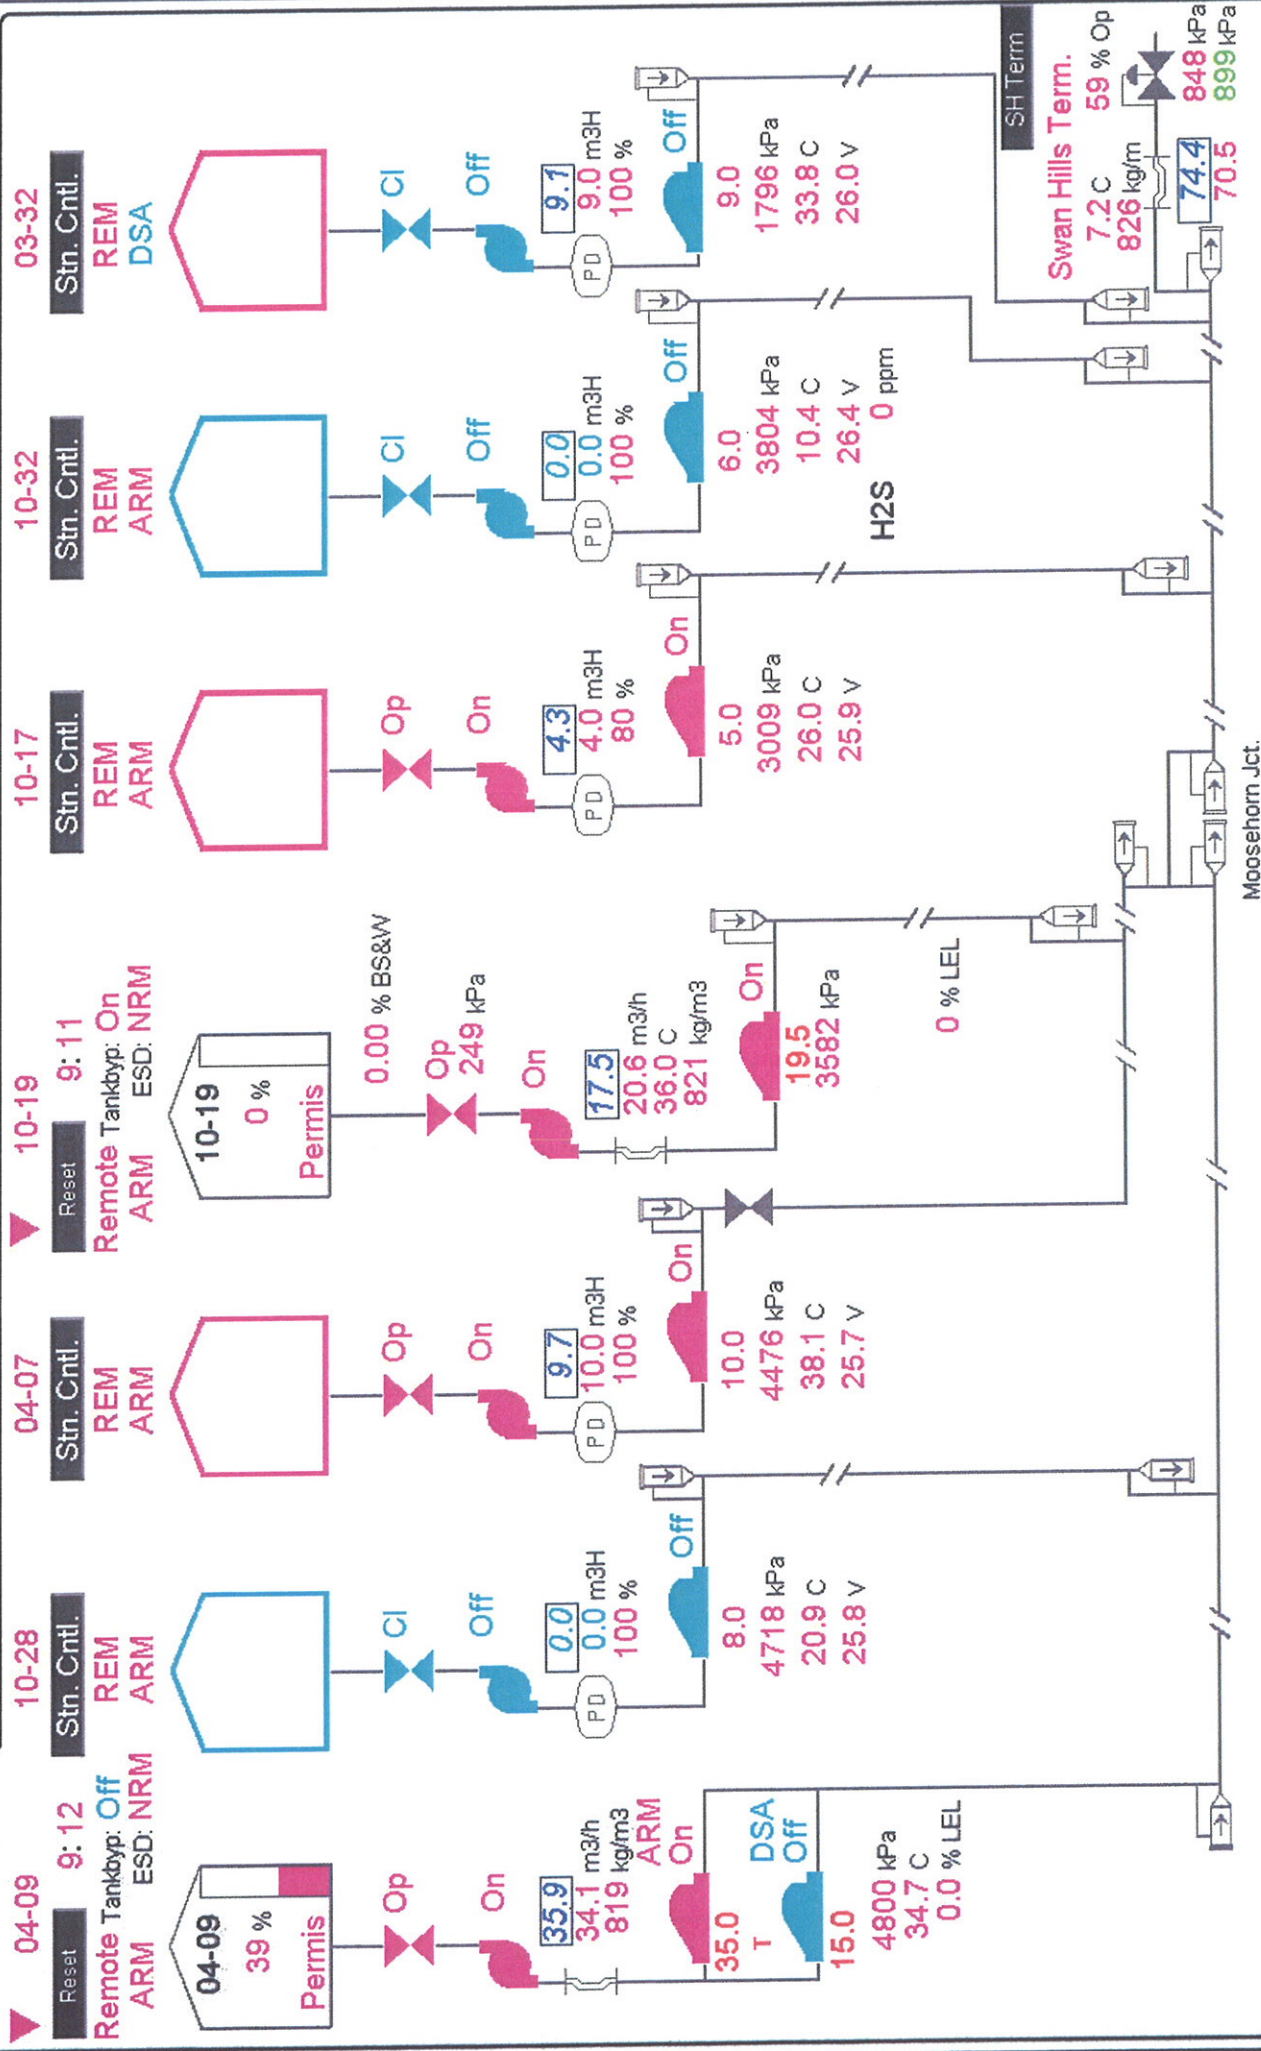 04-09
Reset 9:12
Remote Tankbyp: Off
ARM ESD: NRM
04-09
39 %
Permis
Op
On
35.9
34.1 m3/h
819 kg/m3
ARM
On
35.0
T
DSA
Off
15.0
4800 kPa
34.7 C
0.0 % LEL
10-28
Stn. Cntl.
REM
ARM
Cl
Off
0.0
0.0 m3H
100 %
PD
Off
8.0
4718 kPa
20.9 C
25.8 V
04-07
Stn. Cntl.
REM
ARM
Op
On
9.7
10.0 m3H
100 %
PD
On
10.0
4476 kPa
38.1 C
25.7 V
10-19
Reset 9:11
Remote Tankbyp: On
ARM ESD: NRM
10-19
0 %
Permis
0.00 % BS&W
Op
249 kPa
On
17.5
20.6 m3/h
36.0 C
821 kg/m3
On
19.5
3582 kPa
0 % LEL
10-17
Stn. Cntl.
REM
ARM
Op
On
4.3
4.0 m3H
80 %
PD
On
5.0
3009 kPa
26.0 C
25.9 V
10-32
Stn. Cntl.
REM
ARM
Cl
Off
0.0
0.0 m3H
100 %
PD
Off
6.0
3804 kPa
10.4 C
26.4 V
H2S 0 ppm
03-32
Stn. Cntl.
REM
DSA
Cl
Off
9.1
9.0 m3H
100 %
PD
Off
9.0
1796 kPa
33.8 C
26.0 V
SH Term
Swan Hills Term.
7.2 C 59 % Op
826 kg/m
74.4 848 kPa
70.5 899 kPa
Moosehorn Jct.